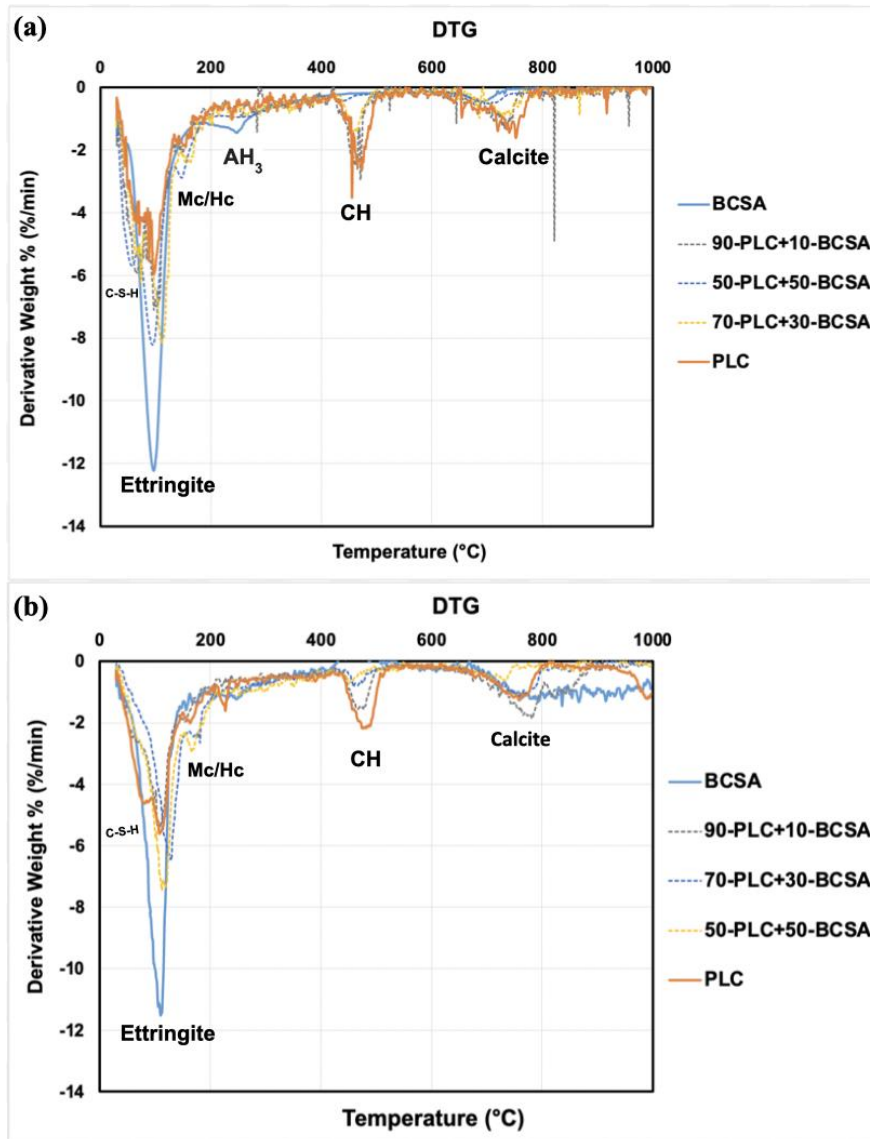 (a)
DTG
0 200 400 600 800 1000
0
-2
-4
-6
-8
-10
-12
-14
Derivative Weight % (%/min)
AH3
Mc/Hc
CH
Calcite
C-S-H
Ettringite
Temperature (°C)
BCSA
90-PLC+10-BCSA
50-PLC+50-BCSA
70-PLC+30-BCSA
PLC
(b)
DTG
0 200 400 600 800 1000
0
-2
-4
-6
-8
-10
-12
-14
Derivative Weight % (%/min)
Mc/Hc
CH
Calcite
C-S-H
Ettringite
Temperature (°C)
BCSA
90-PLC+10-BCSA
70-PLC+30-BCSA
50-PLC+50-BCSA
PLC